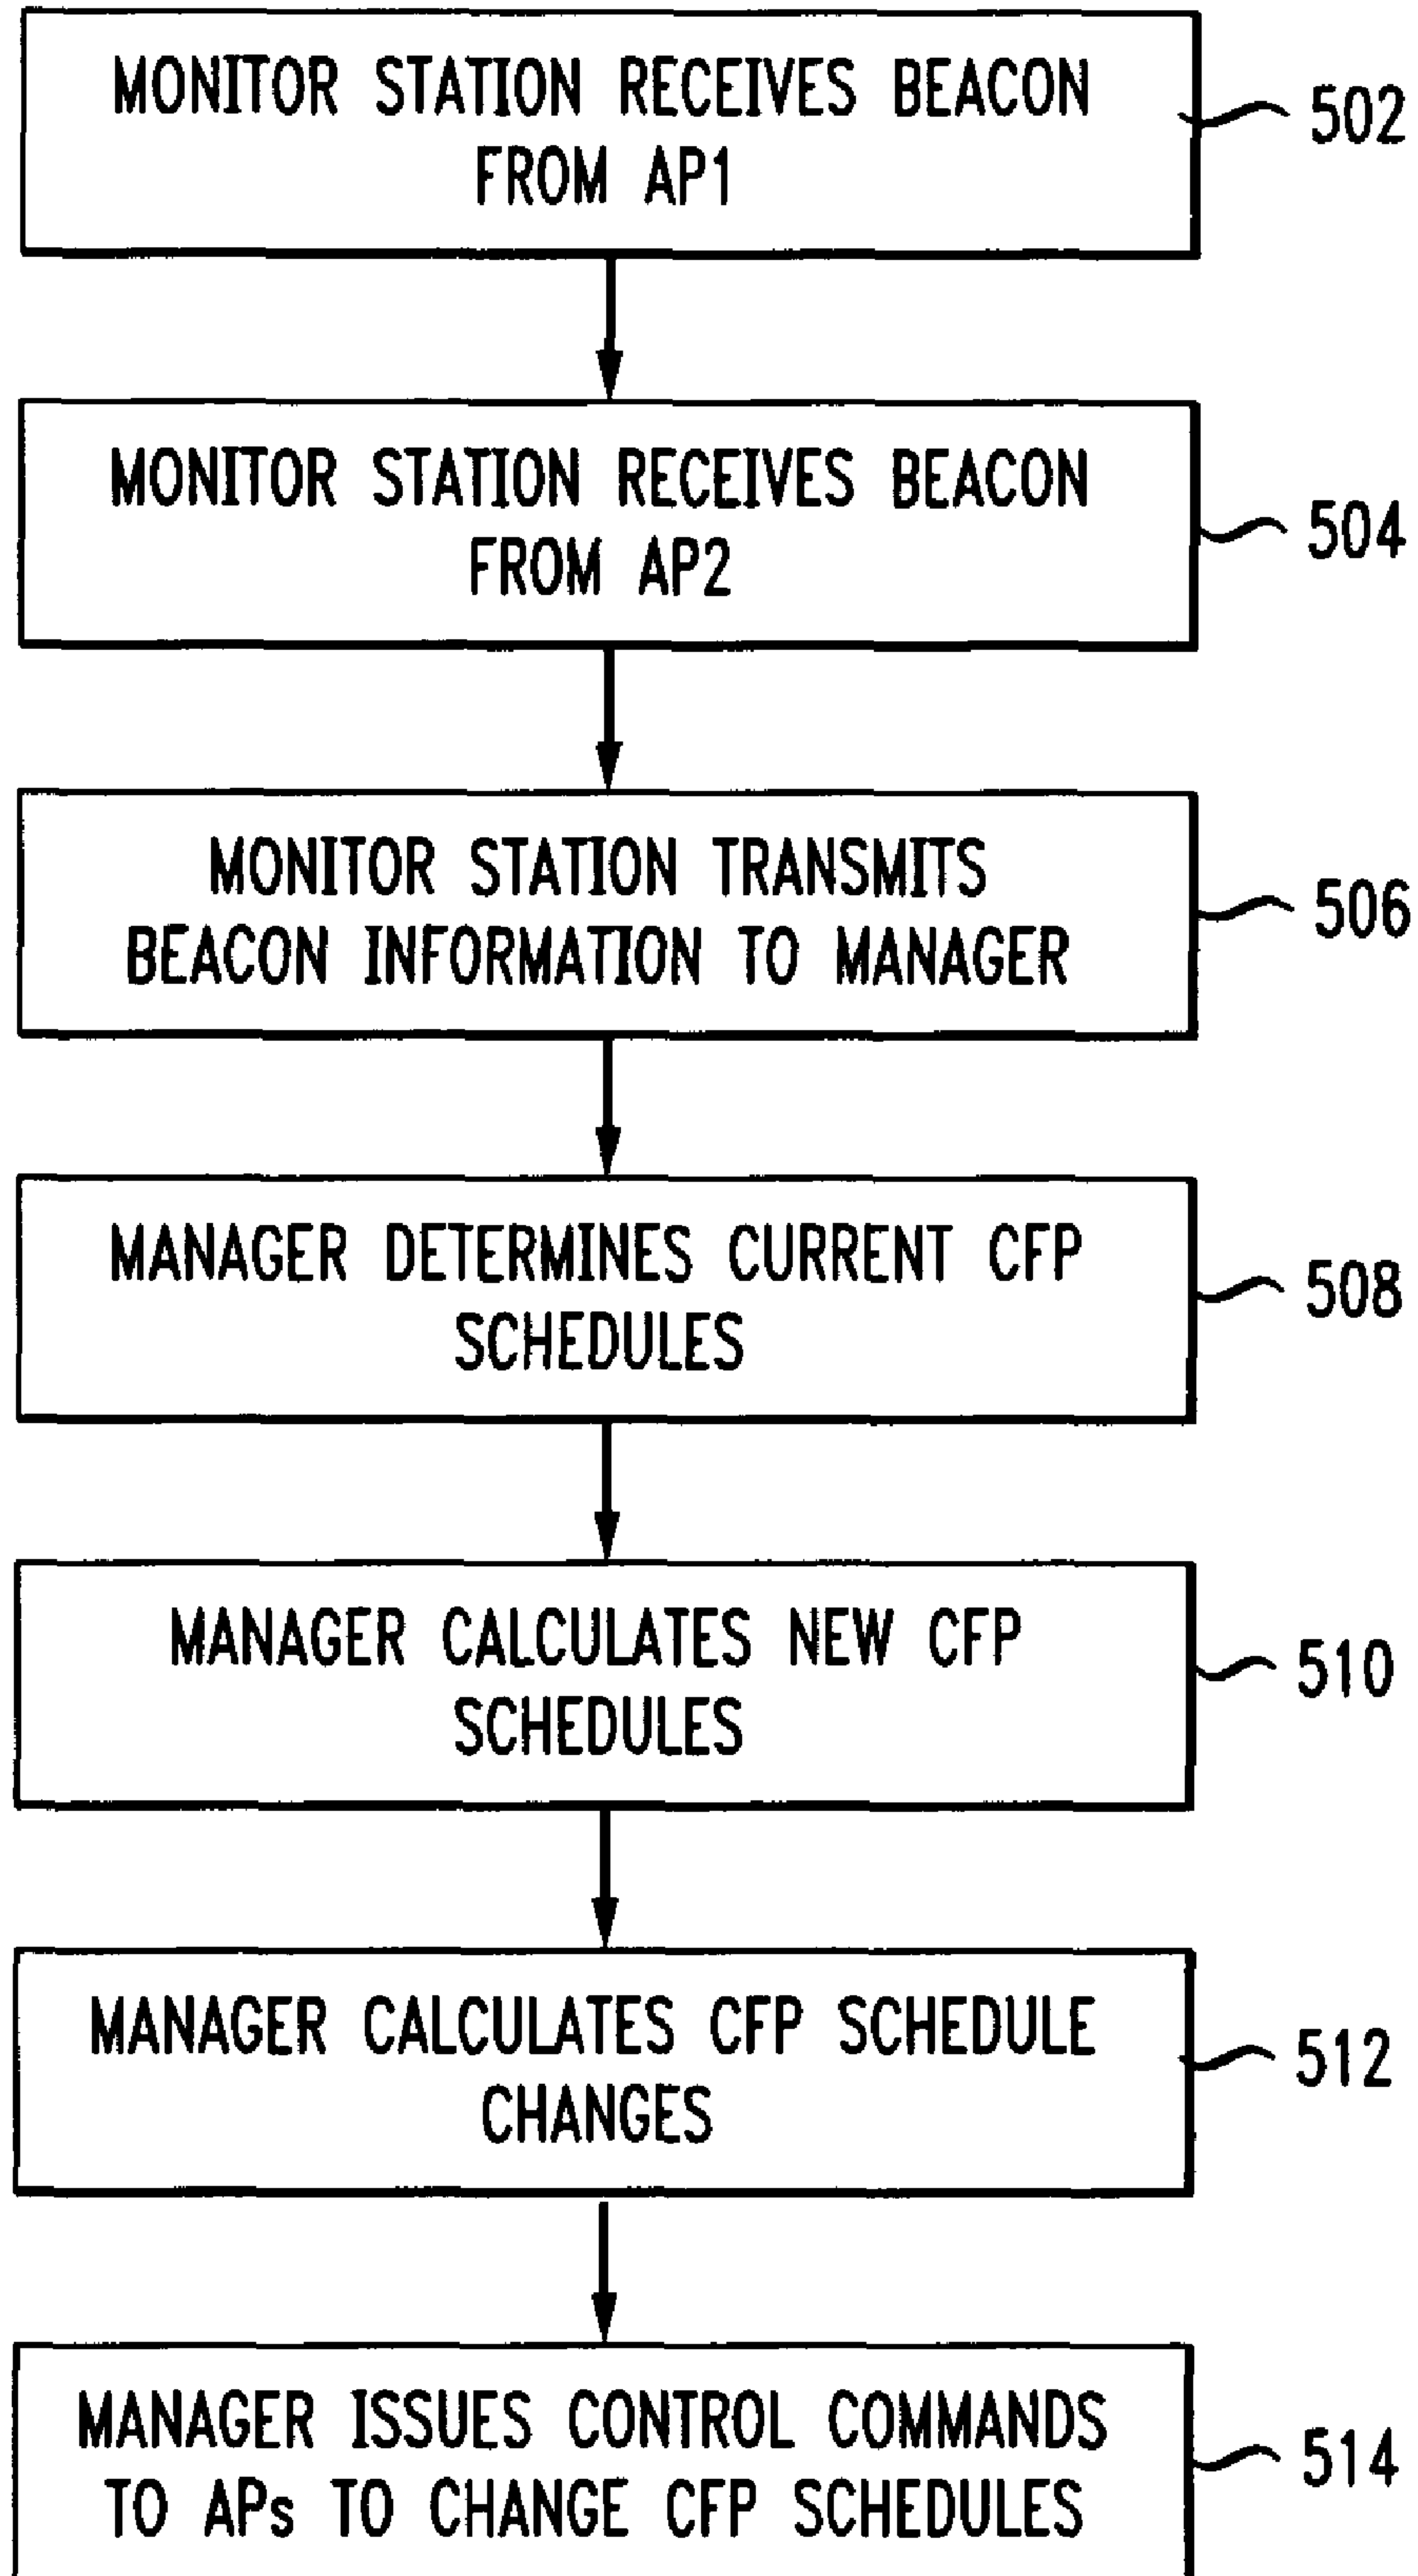 MONITOR STATION RECEIVES BEACON
FROM AP1
502
MONITOR STATION RECEIVES BEACON
FROM AP2
504
MONITOR STATION TRANSMITS
BEACON INFORMATION TO MANAGER
506
MANAGER DETERMINES CURRENT CFP
SCHEDULES
508
MANAGER CALCULATES NEW CFP
SCHEDULES
510
MANAGER CALCULATES CFP SCHEDULE
CHANGES
512
MANAGER ISSUES CONTROL COMMANDS
TO APs TO CHANGE CFP SCHEDULES
514